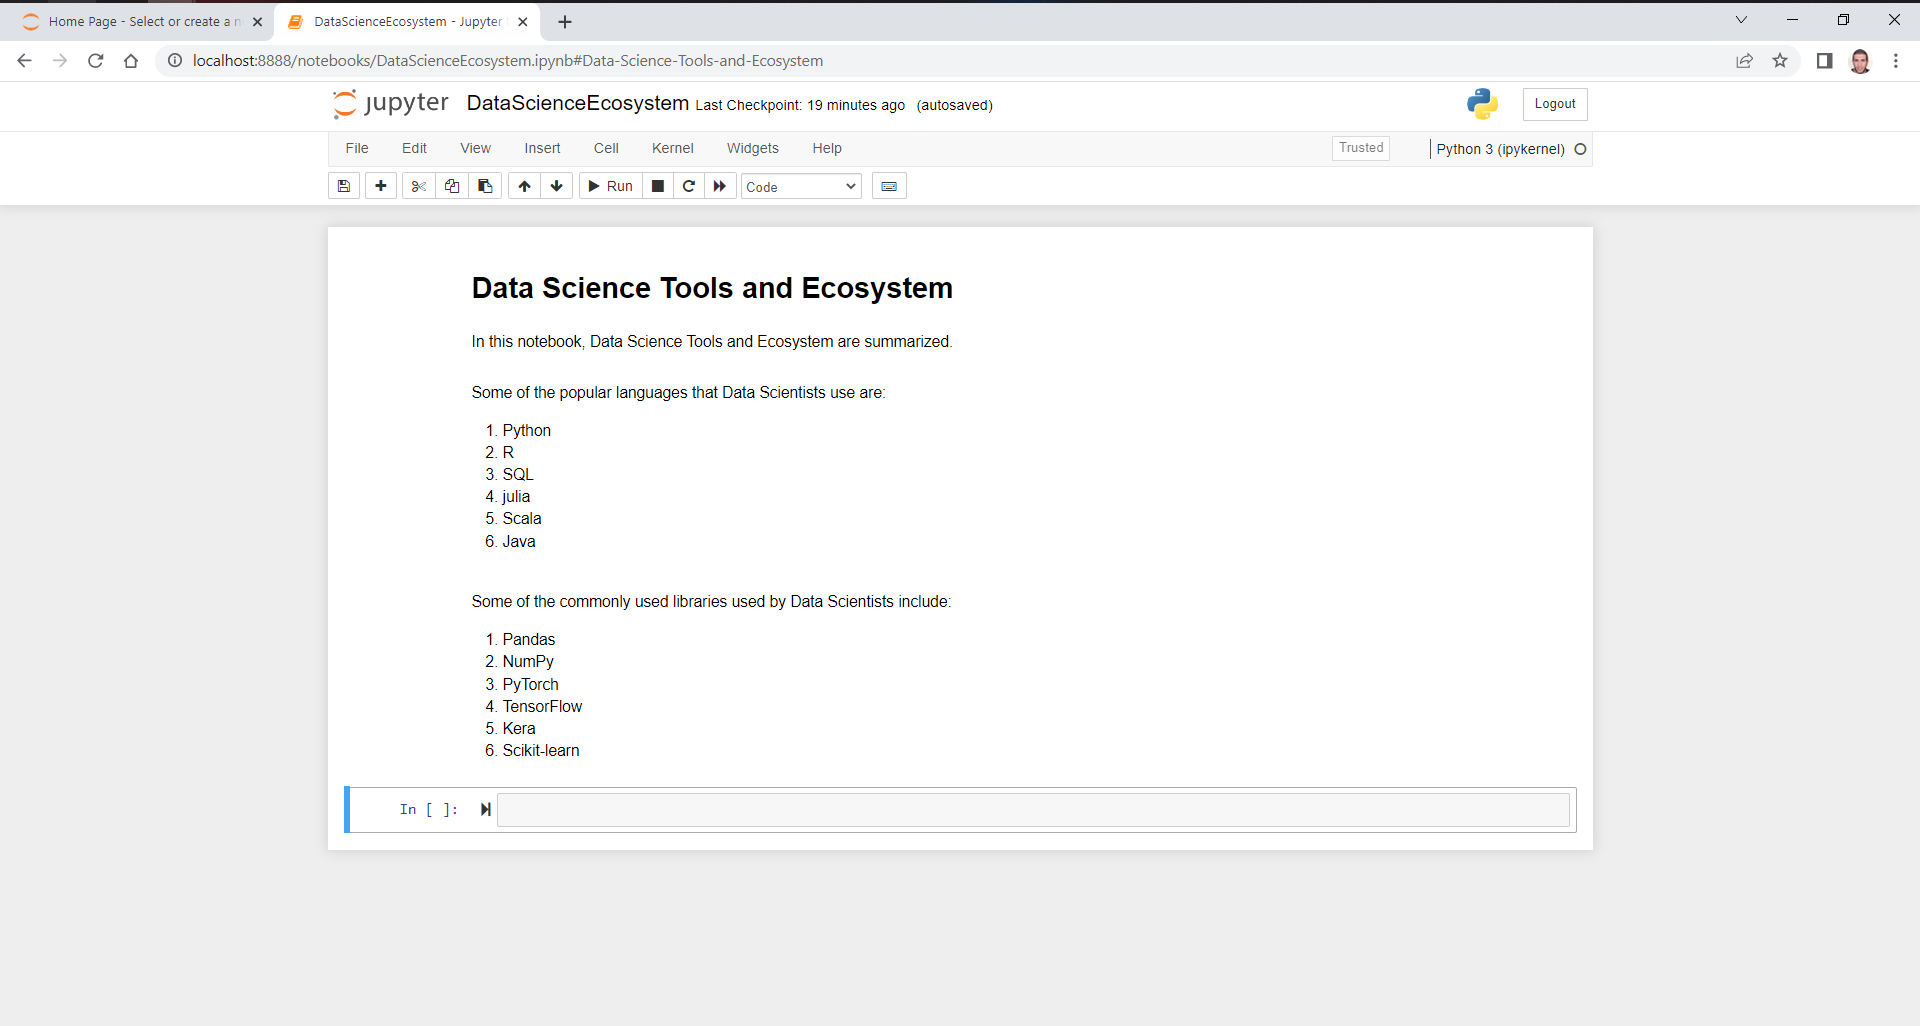 Home Page - Select or create a n
DataScienceEcosystem - Jupyter
localhost:8888/notebooks/DataScienceEcosystem.ipynb#Data-Science-Tools-and-Ecosystem
jupyter DataScienceEcosystem Last Checkpoint: 19 minutes ago (autosaved)
Logout
File Edit View Insert Cell Kernel Widgets Help
Trusted
Python 3 (ipykernel)
Run
Code
Data Science Tools and Ecosystem
In this notebook, Data Science Tools and Ecosystem are summarized.
Some of the popular languages that Data Scientists use are:
1. Python
2. R
3. SQL
4. julia
5. Scala
6. Java
Some of the commonly used libraries used by Data Scientists include:
1. Pandas
2. NumPy
3. PyTorch
4. TensorFlow
5. Kera
6. Scikit-learn
In [ ]: